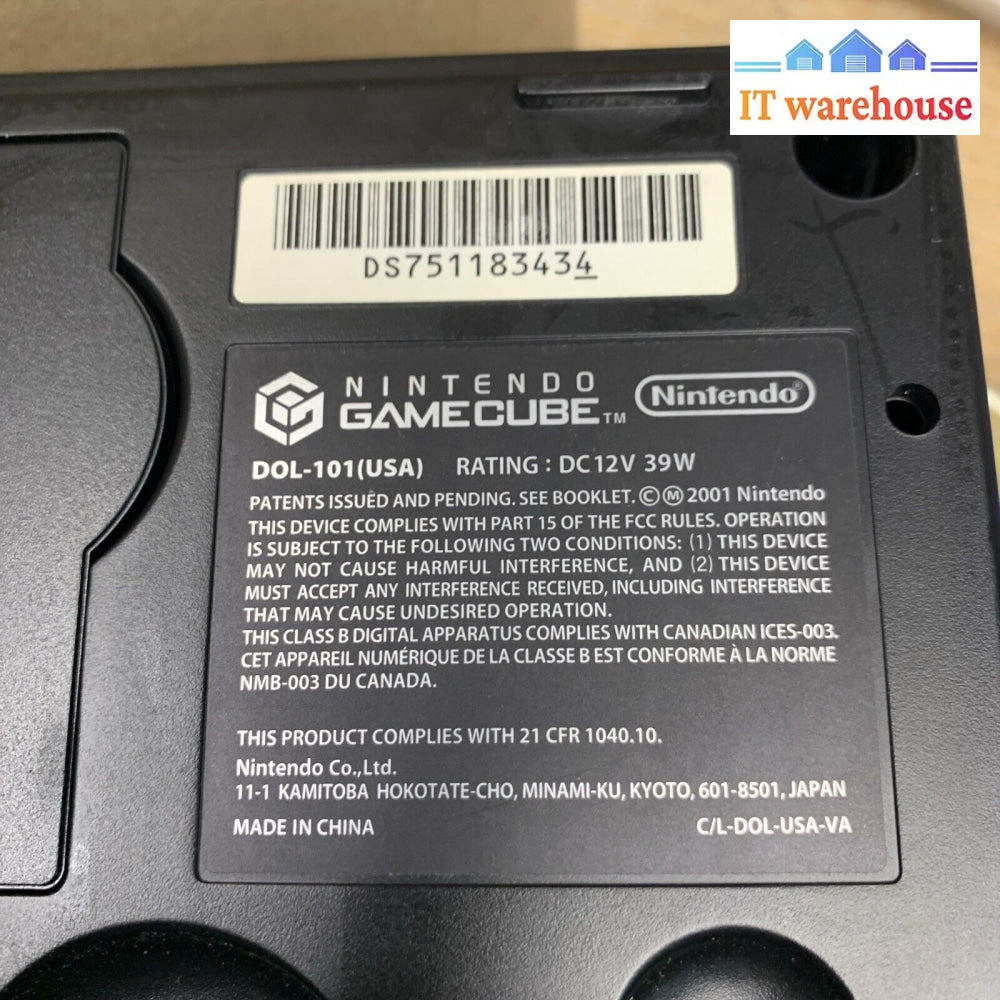 IT warehouse
DS751183434
NINTENDO
GAMECUBE™
Nintendo®
DOL-101(USA) RATING : DC 12V 39W
PATENTS ISSUED AND PENDING. SEE BOOKLET. ©Ⓜ 2001 Nintendo
THIS DEVICE COMPLIES WITH PART 15 OF THE FCC RULES. OPERATION
IS SUBJECT TO THE FOLLOWING TWO CONDITIONS: (1) THIS DEVICE
MAY NOT CAUSE HARMFUL INTERFERENCE, AND (2) THIS DEVICE
MUST ACCEPT ANY INTERFERENCE RECEIVED, INCLUDING INTERFERENCE
THAT MAY CAUSE UNDESIRED OPERATION.
THIS CLASS B DIGITAL APPARATUS COMPLIES WITH CANADIAN ICES-003.
CET APPAREIL NUMÉRIQUE DE LA CLASSE B EST CONFORME À LA NORME
NMB-003 DU CANADA.
THIS PRODUCT COMPLIES WITH 21 CFR 1040.10.
Nintendo Co.,Ltd.
11-1 KAMITOBA HOKOTATE-CHO, MINAMI-KU, KYOTO, 601-8501, JAPAN
MADE IN CHINA C/L-DOL-USA-VA